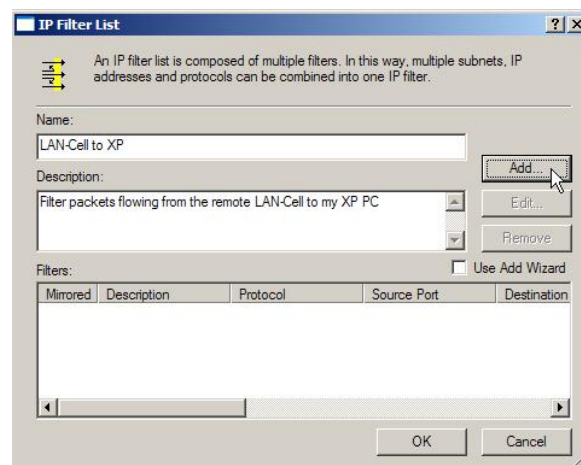 IP Filter List
An IP filter list is composed of multiple filters. In this way, multiple subnets, IP
addresses and protocols can be combined into one IP filter.
Name:
LAN-Cell to XP
Add...
Description:
Filter packets flowing from the remote LAN-Cell to my XP PC
Edit...
Remove
Filters:
Use Add Wizard
Mirrored Description Protocol Source Port Destination
OK Cancel